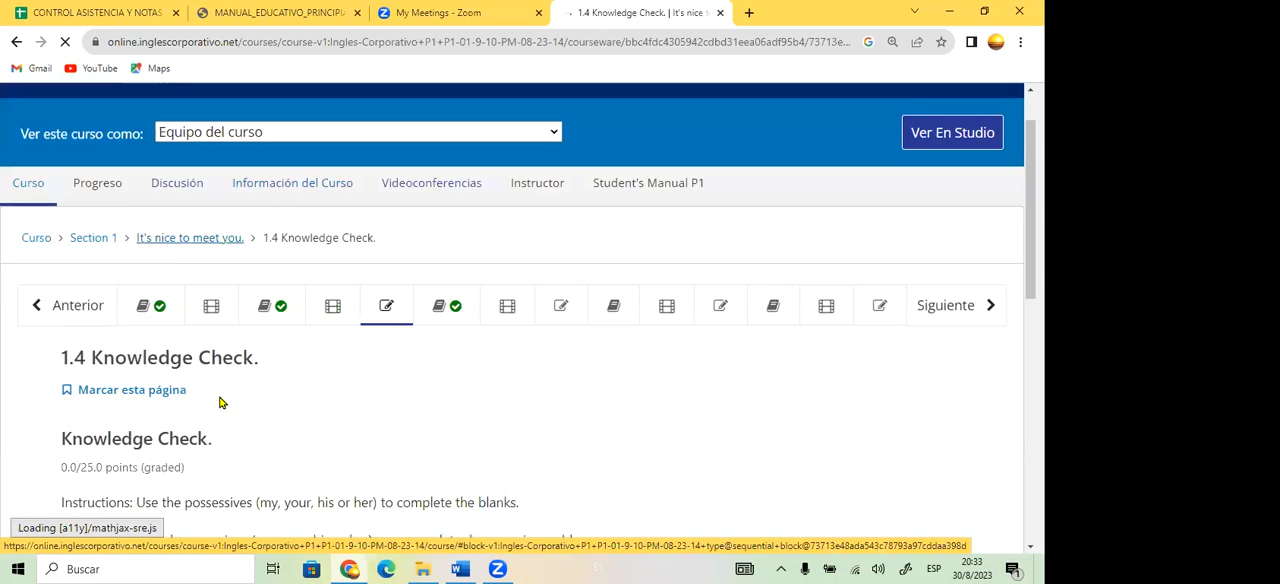 CONTROL ASISTENCIA Y NOTAS
MANUAL_EDUCATIVO_PRINCIPI
My Meetings - Zoom
1.4 Knowledge Check. | It's nice
online.inglescorporativo.net/courses/course-v1:Ingles-Corporativo+P1+P1-01-9-10-PM-08-23-14/courseware/bbc4fdc4305942cdbd31eea06adf95b4/73713e...
Gmail
YouTube
Maps
Ver este curso como:
Equipo del curso
Ver En Studio
Curso
Progreso
Discusión
Información del Curso
Videoconferencias
Instructor
Student's Manual P1
Curso > Section 1 > It's nice to meet you. > 1.4 Knowledge Check.
Anterior
Siguiente
1.4 Knowledge Check.
Marcar esta página
Knowledge Check.
0.0/25.0 points (graded)
Instructions: Use the possessives (my, your, his or her) to complete the blanks.
Loading [a11y]/mathjax-sre.js
https://online.inglescorporativo.net/courses/course-v1:Ingles-Corporativo+P1+P1-01-9-10-PM-08-23-14/course/#block-v1:Ingles-Corporativo+P1+P1-01-9-10-PM-08-23-14+type@sequential+block@73713e48ada543c78793a97cddaa398d
Buscar
ESP
20:33
30/8/2023